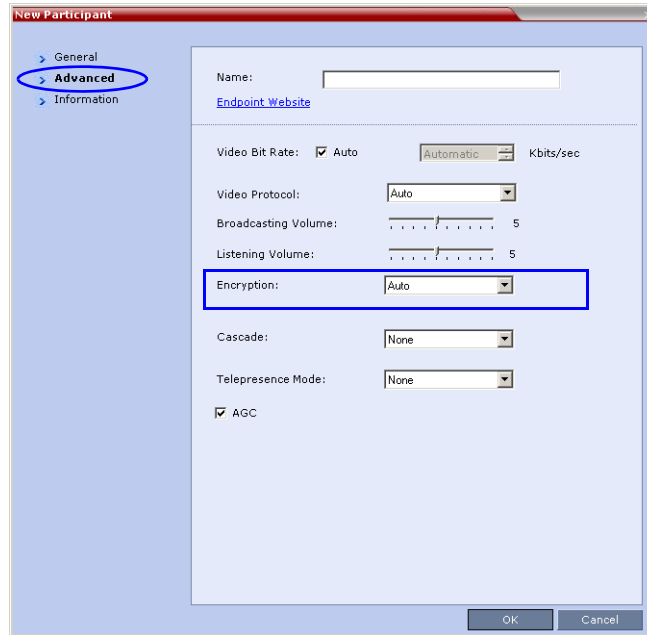 New Participant
General
Advanced
Information
Name:
Endpoint Website
Video Bit Rate: Auto Automatic Kbits/sec
Video Protocol: Auto
Broadcasting Volume: 5
Listening Volume: 5
Encryption: Auto
Cascade: None
Telepresence Mode: None
AGC
OK Cancel